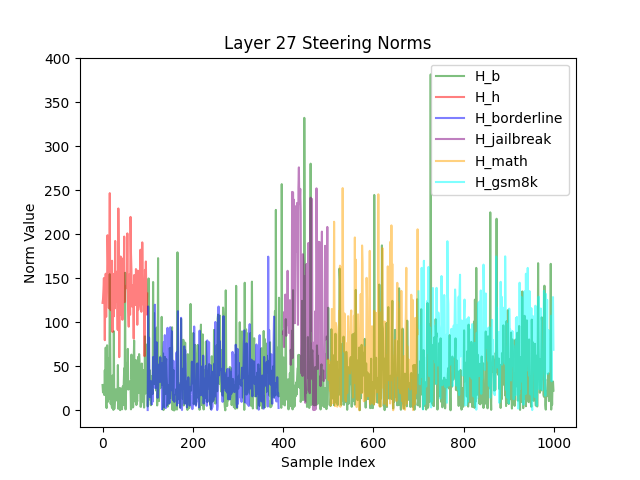 Layer 27 Steering Norms
400
350
300
250
200
150
100
50
0
Norm Value
H_b
H_h
H_borderline
H_jailbreak
H_math
H_gsm8k
0 200 400 600 800 1000
Sample Index